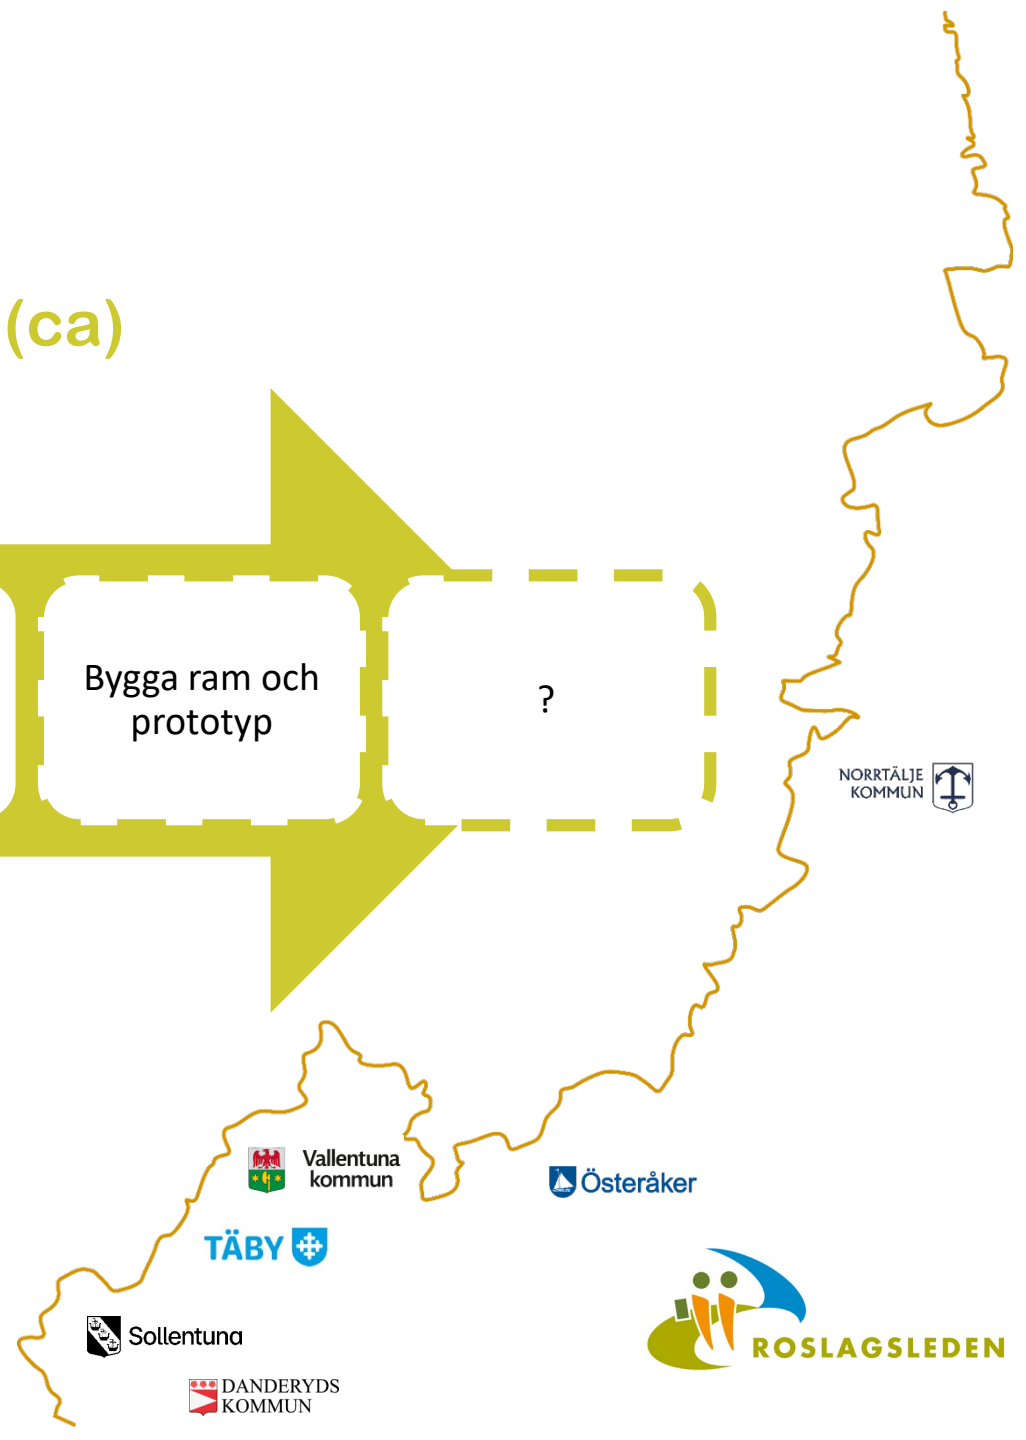 (ca)
Bygga ram och
prototyp
?
NORRTÄLJE
KOMMUN
Vallentuna
kommun
Österåker
TÄBY
Sollentuna
DANDERYDS
KOMMUN
ROSLAGSLEDEN